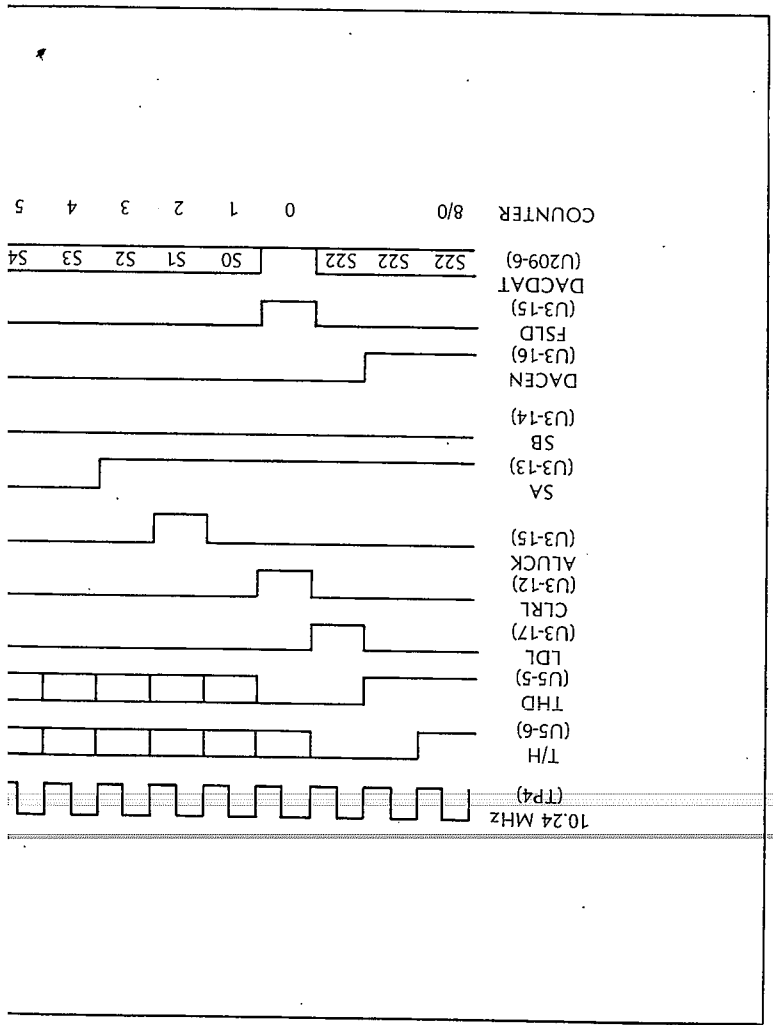 10.24 MHz
(TP4)
T/H
(U5-6)
THD
(U5-5)
LDL
(U3-17)
CLRL
(U3-12)
ALUCK
(U3-15)
SA
(U3-13)
SB
(U3-14)
DACEN
(U3-16)
FSLD
(U3-15)
DACDAT
(U209-6) S22 S22 S22 S0 S1 S2 S3 S4
COUNTER 8/0 0 1 2 3 4 5